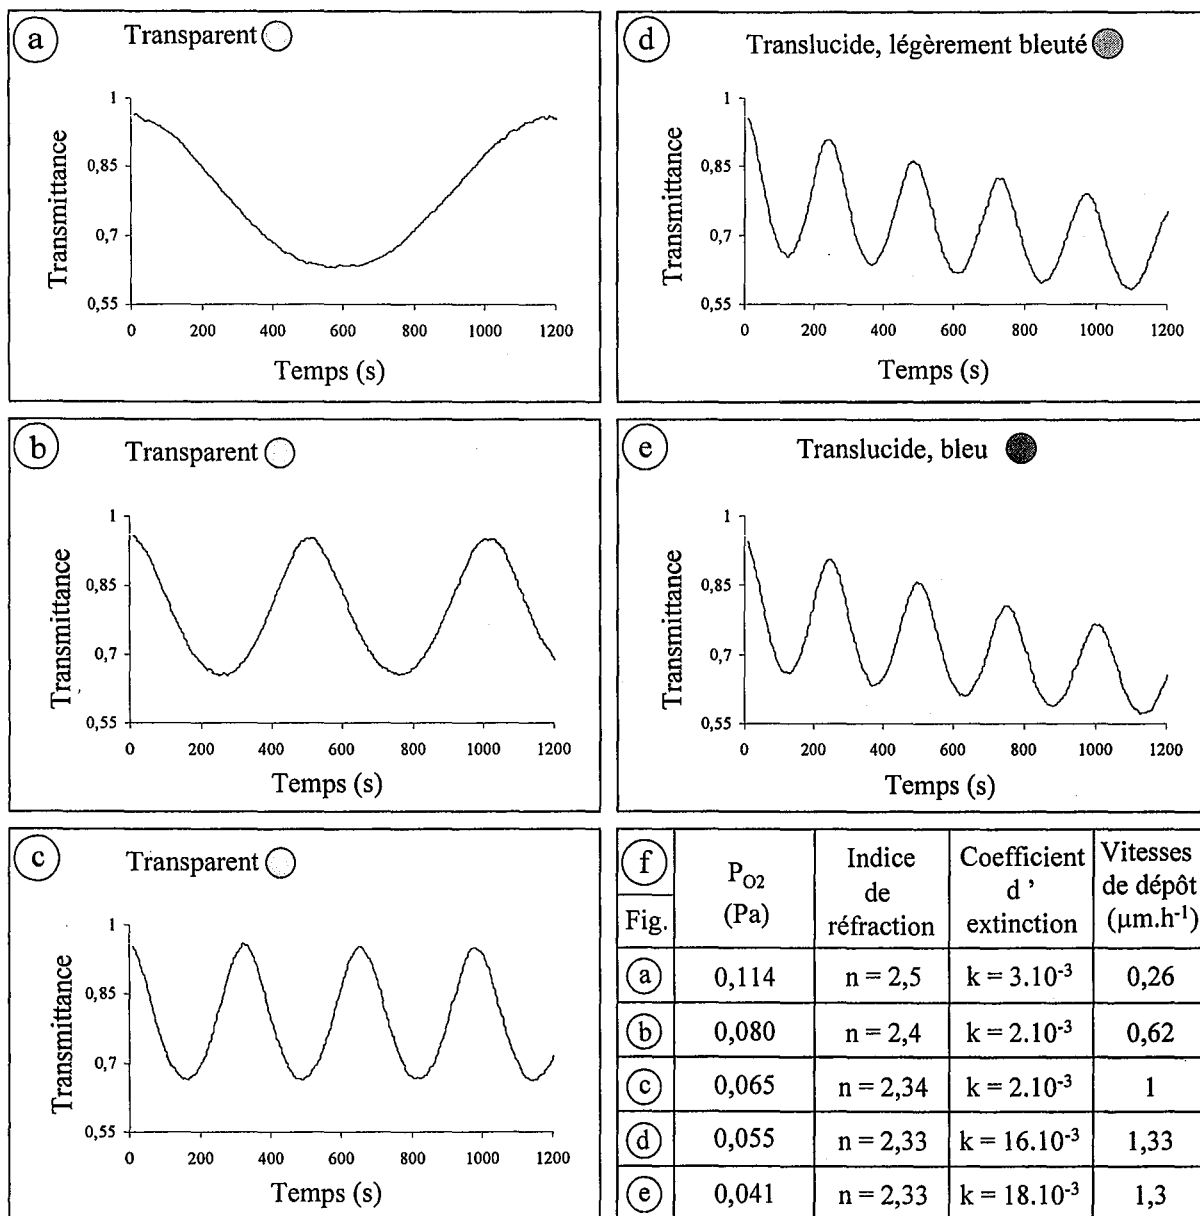 a
Transparent
Transmittance
1
0,85
0,7
0,55
0 200 400 600 800 1000 1200
Temps (s)
b
Transparent
Transmittance
1
0,85
0,7
0,55
0 200 400 600 800 1000 1200
Temps (s)
c
Transparent
Transmittance
1
0,85
0,7
0,55
0 200 400 600 800 1000 1200
Temps (s)
d
Translucide, légèrement bleuté
Transmittance
1
0,85
0,7
0,55
0 200 400 600 800 1000 1200
Temps (s)
e
Translucide, bleu
Transmittance
1
0,85
0,7
0,55
0 200 400 600 800 1000 1200
Temps (s)
f
Fig.
P_O2
(Pa)
Indice
de
réfraction
Coefficient
d '
extinction
Vitesses
de dépôt
(µm.h⁻¹)
a 0,114 n = 2,5 k = 3.10⁻³ 0,26
b 0,080 n = 2,4 k = 2.10⁻³ 0,62
c 0,065 n = 2,34 k = 2.10⁻³ 1
d 0,055 n = 2,33 k = 16.10⁻³ 1,33
e 0,041 n = 2,33 k = 18.10⁻³ 1,3